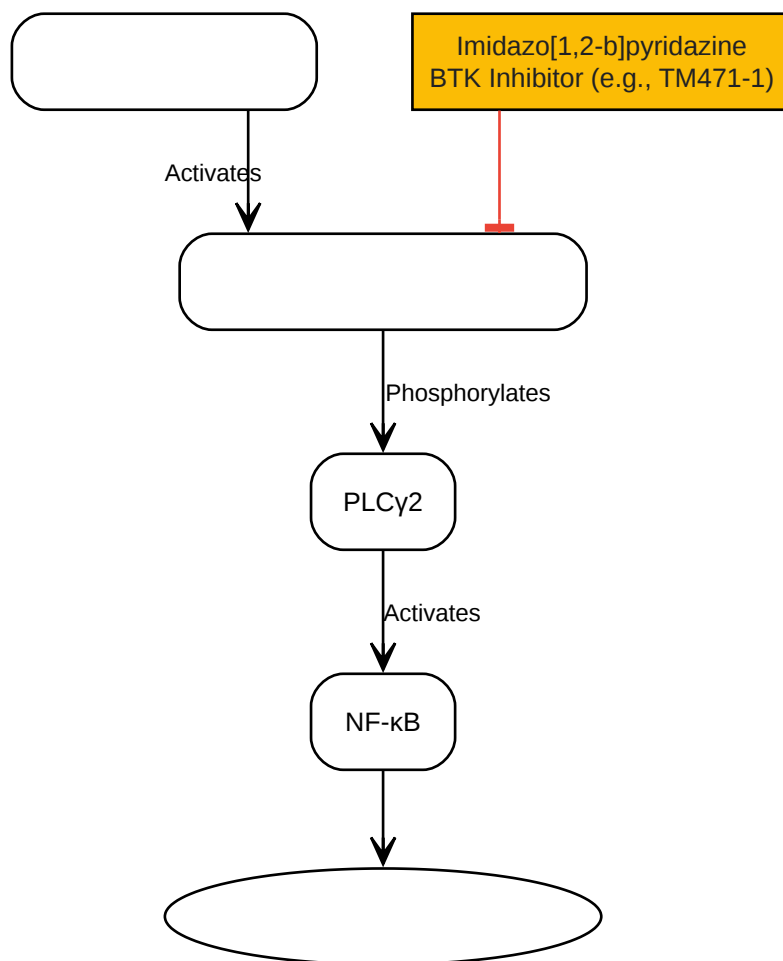 Imidazo[1,2-b]pyridazine
BTK Inhibitor (e.g., TM471-1)
Activates
Phosphorylates
PLCγ2
Activates
NF-κB